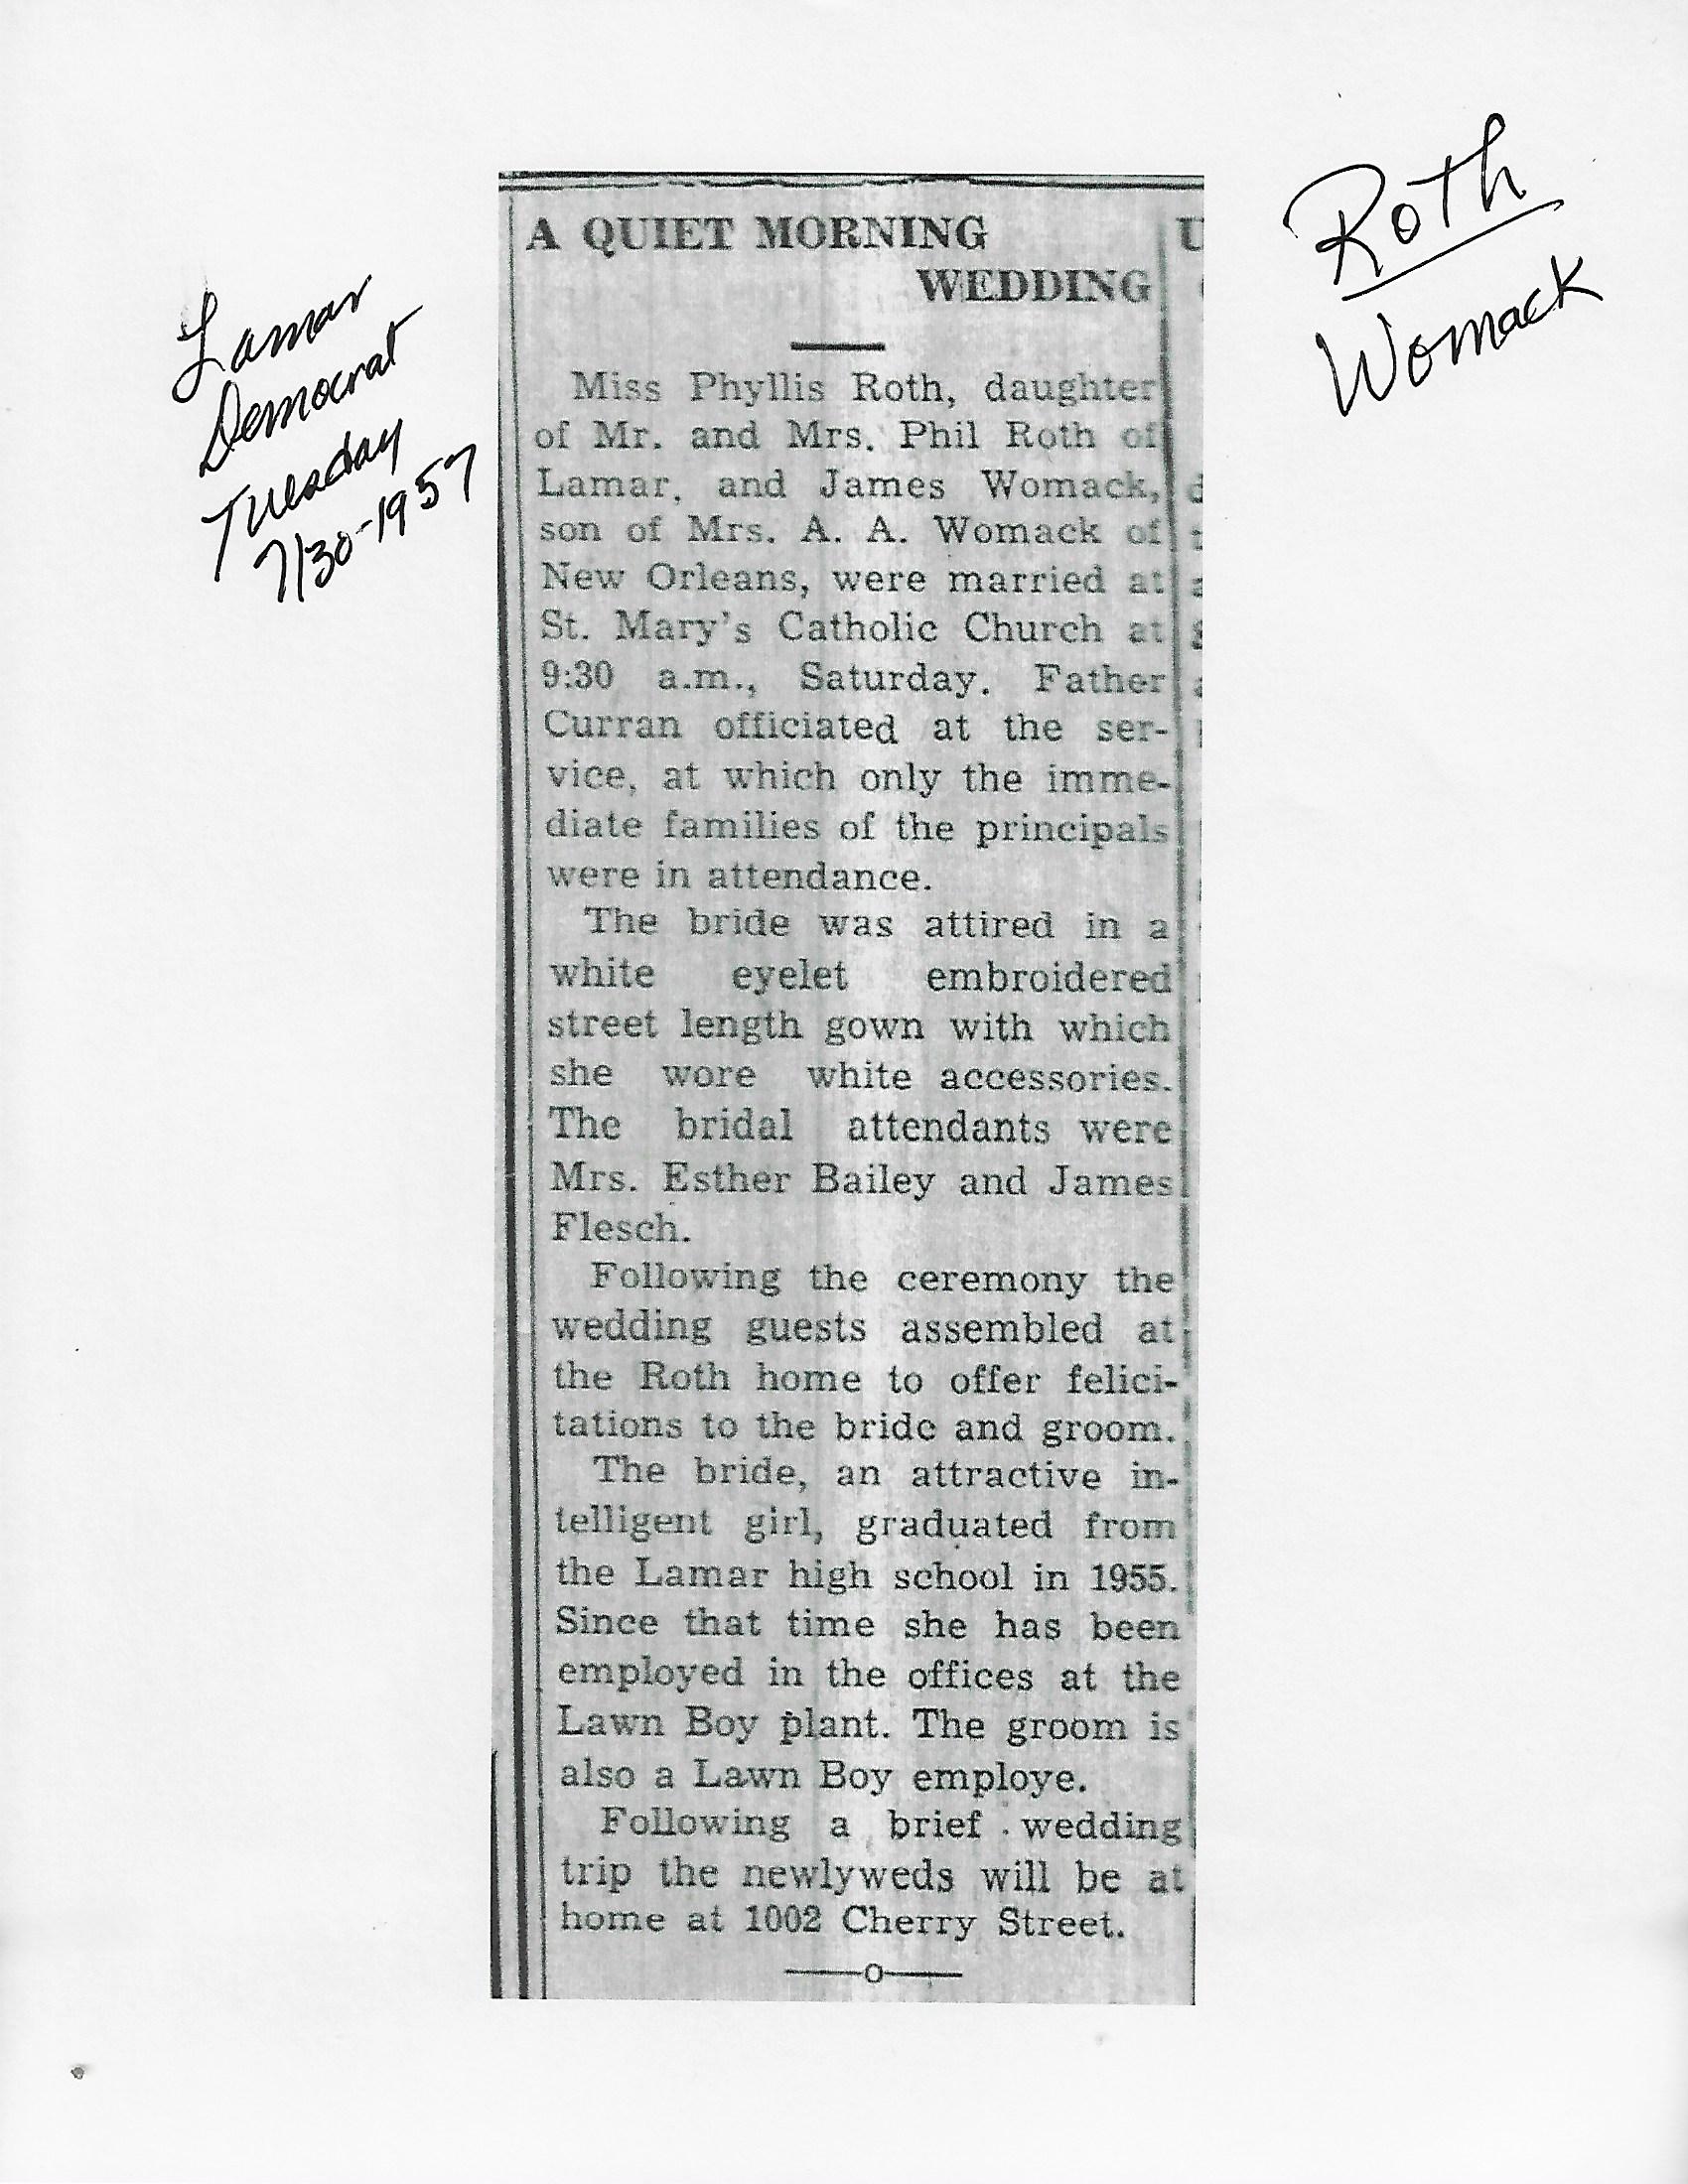 Roth
Womack
Lamar
Democrat
Tuesday
7/30-1957
A QUIET MORNING
WEDDING
Miss Phyllis Roth, daughter
of Mr. and Mrs. Phil Roth of
Lamar, and James Womack,
son of Mrs. A. A. Womack of
New Orleans, were married at
St. Mary's Catholic Church at
9:30 a.m., Saturday. Father
Curran officiated at the ser-
vice, at which only the imme-
diate families of the principals
were in attendance.
The bride was attired in a
white eyelet embroidered
street length gown with which
she wore white accessories.
The bridal attendants were
Mrs. Esther Bailey and James
Flesch.
Following the ceremony the
wedding guests assembled at
the Roth home to offer felici-
tations to the bride and groom.
The bride, an attractive in-
telligent girl, graduated from
the Lamar high school in 1955.
Since that time she has been
employed in the offices at the
Lawn Boy plant. The groom is
also a Lawn Boy employe.
Following a brief wedding
trip the newlyweds will be at
home at 1002 Cherry Street.